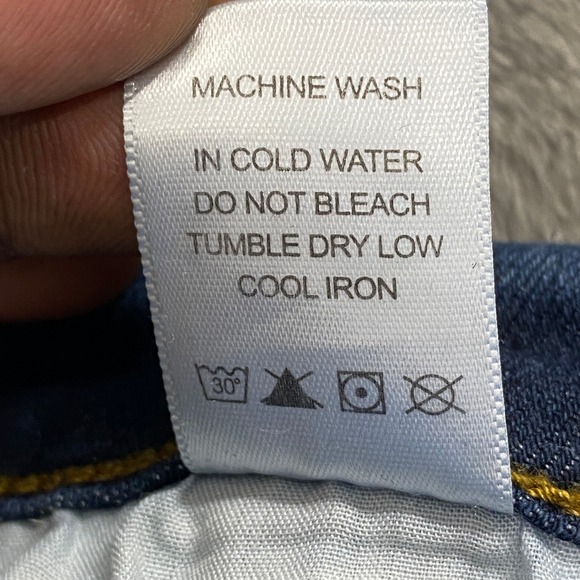 MACHINE WASH
IN COLD WATER
DO NOT BLEACH
TUMBLE DRY LOW
COOL IRON
30°